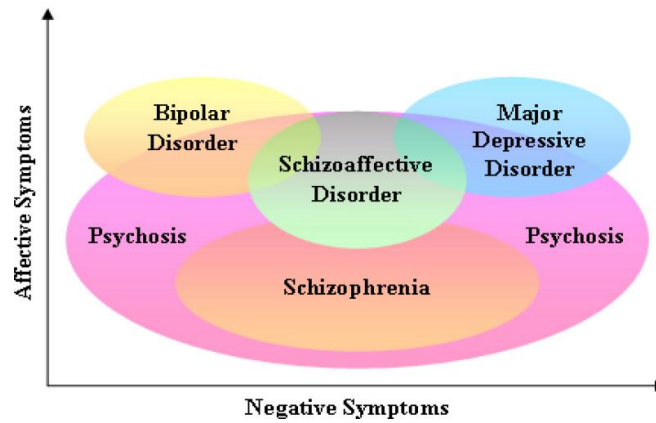 Affective Symptoms
Bipolar
Disorder
Major
Depressive
Disorder
Schizoaffective
Disorder
Psychosis
Psychosis
Schizophrenia
Negative Symptoms